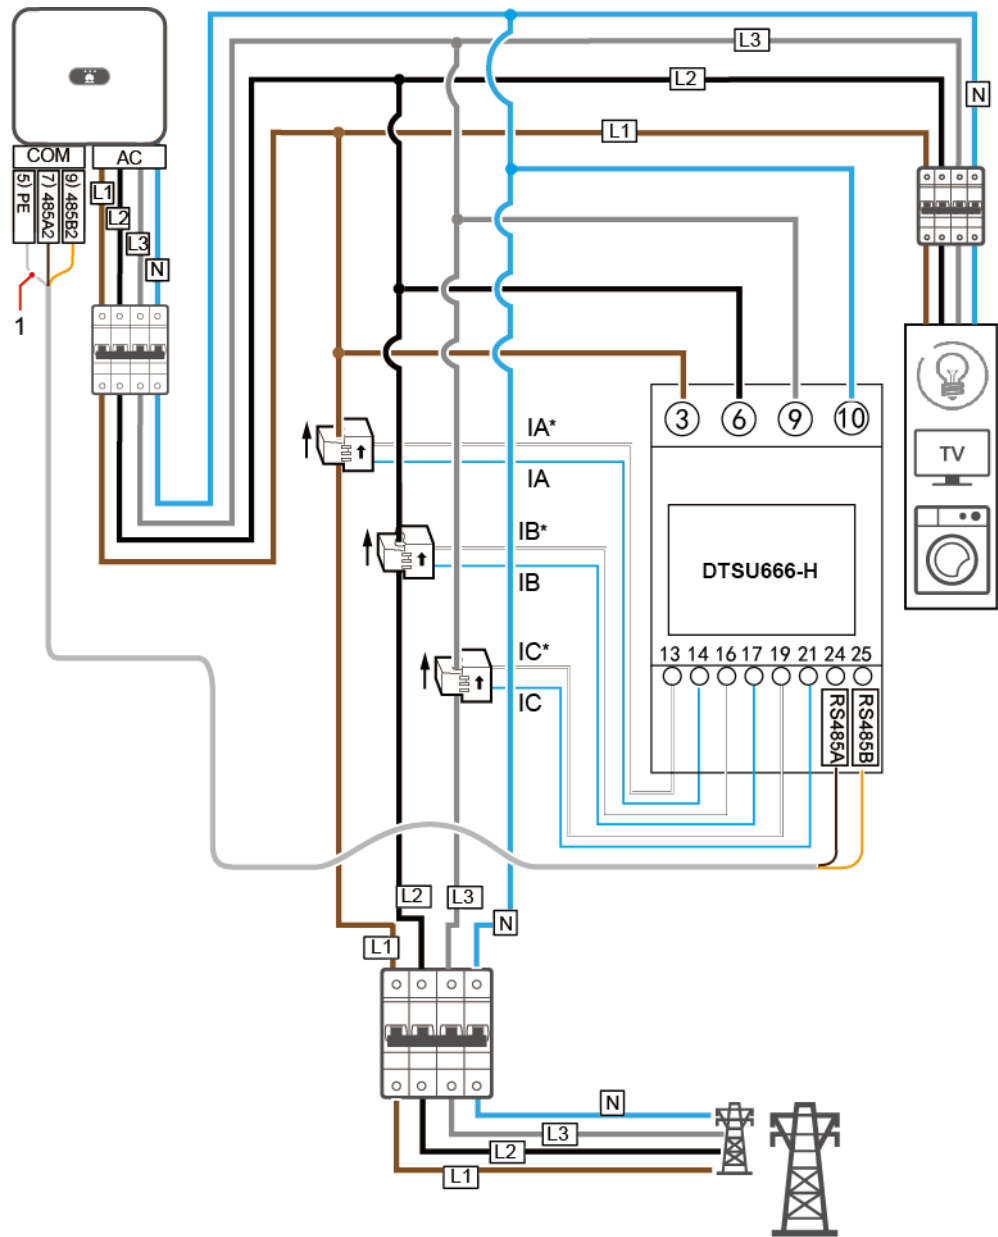 L3
L2
N
L1
COM
AC
5) PE
7) 485A2
9) 485B2
L1
L2
L3
N
1
3
6
9
10
IA*
IA
IB*
IB
IC*
IC
TV
DTSU666-H
13 14 16 17 19 21 24 25
RS485A
RS485B
L2
L3
N
L1
N
L3
L2
L1